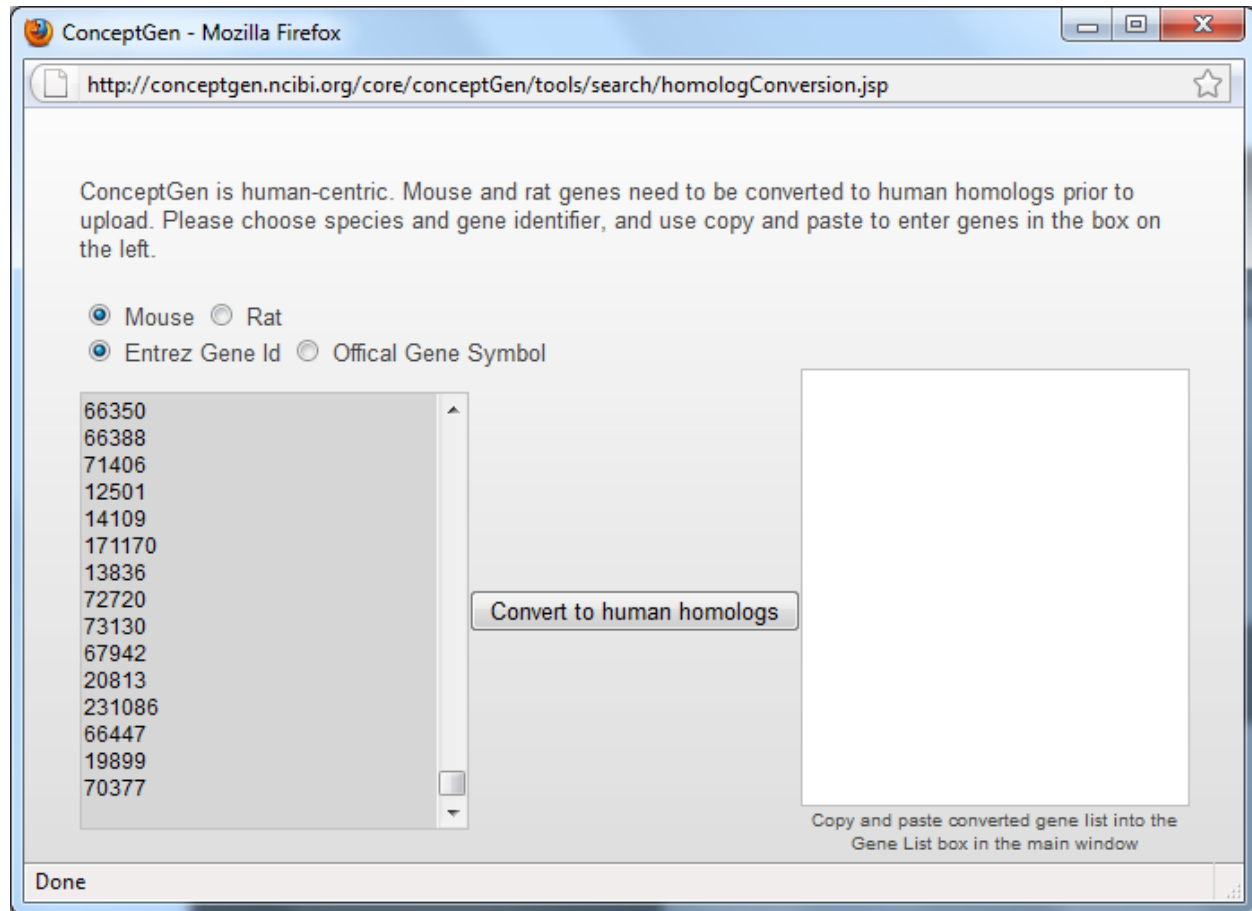 ConceptGen - Mozilla Firefox
http://conceptgen.ncibi.org/core/conceptGen/tools/search/homologConversion.jsp
ConceptGen is human-centric. Mouse and rat genes need to be converted to human homologs prior to
upload. Please choose species and gene identifier, and use copy and paste to enter genes in the box on
the left.
Mouse Rat
Entrez Gene Id Offical Gene Symbol
66350
66388
71406
12501
14109
171170
13836
72720
73130
67942
20813
231086
66447
19899
70377
Convert to human homologs
Copy and paste converted gene list into the
Gene List box in the main window
Done